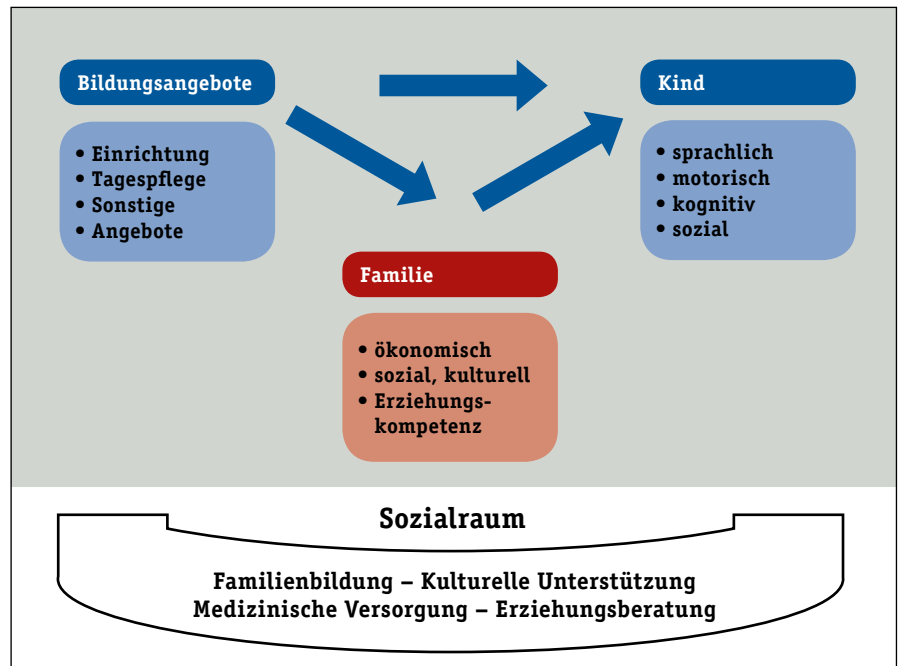 Bildungsangebote
• Einrichtung
• Tagespflege
• Sonstige
• Angebote
Kind
• sprachlich
• motorisch
• kognitiv
• sozial
Familie
• ökonomisch
• sozial, kulturell
• Erziehungs-
kompetenz
Sozialraum
Familienbildung – Kulturelle Unterstützung
Medizinische Versorgung – Erziehungsberatung